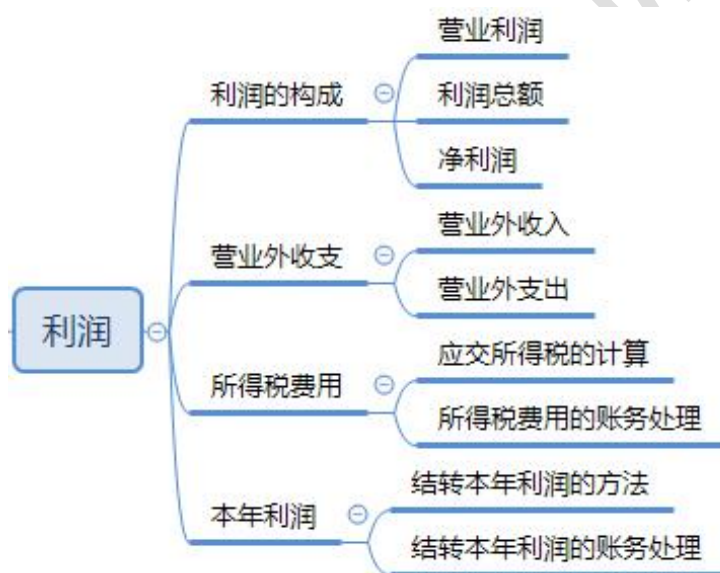 利润
利润的构成
营业利润
利润总额
净利润
营业外收支
营业外收入
营业外支出
所得税费用
应交所得税的计算
所得税费用的账务处理
本年利润
结转本年利润的方法
结转本年利润的账务处理